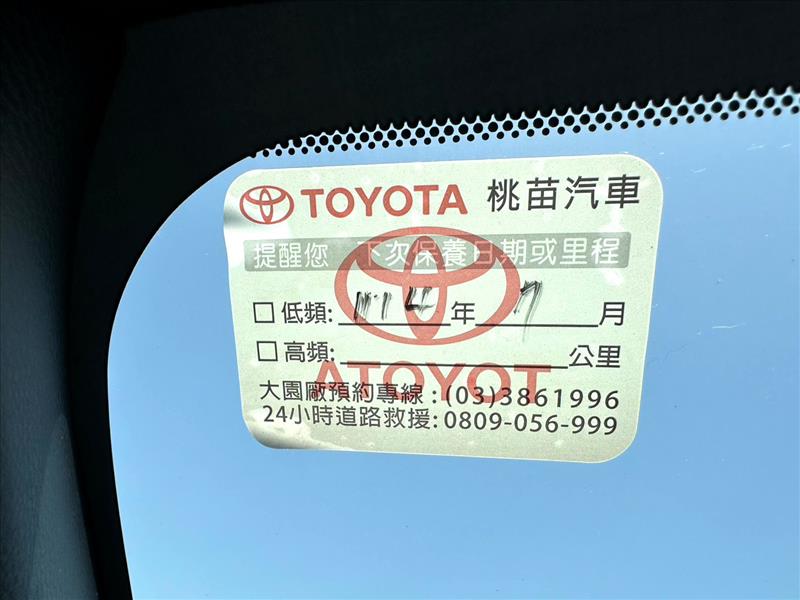 TOYOTA 桃苗汽車
提醒您 下次保養日期或里程
□ 低頻: 114 年 7 月
□ 高頻: 公里
ATOYOT
大園廠預約專線:(03)3861996
24小時道路救援:0809-056-999